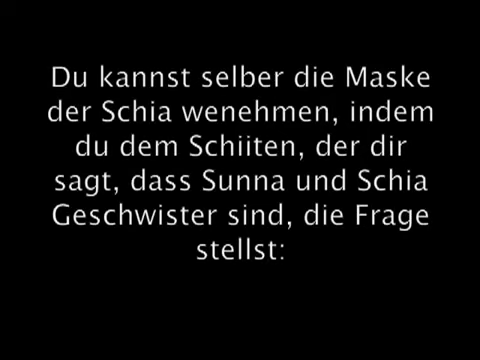 Du kannst selber die Maske
der Schia wenehmen, indem
du dem Schiiten, der dir
sagt, dass Sunna und Schia
Geschwister sind, die Frage
stellst: